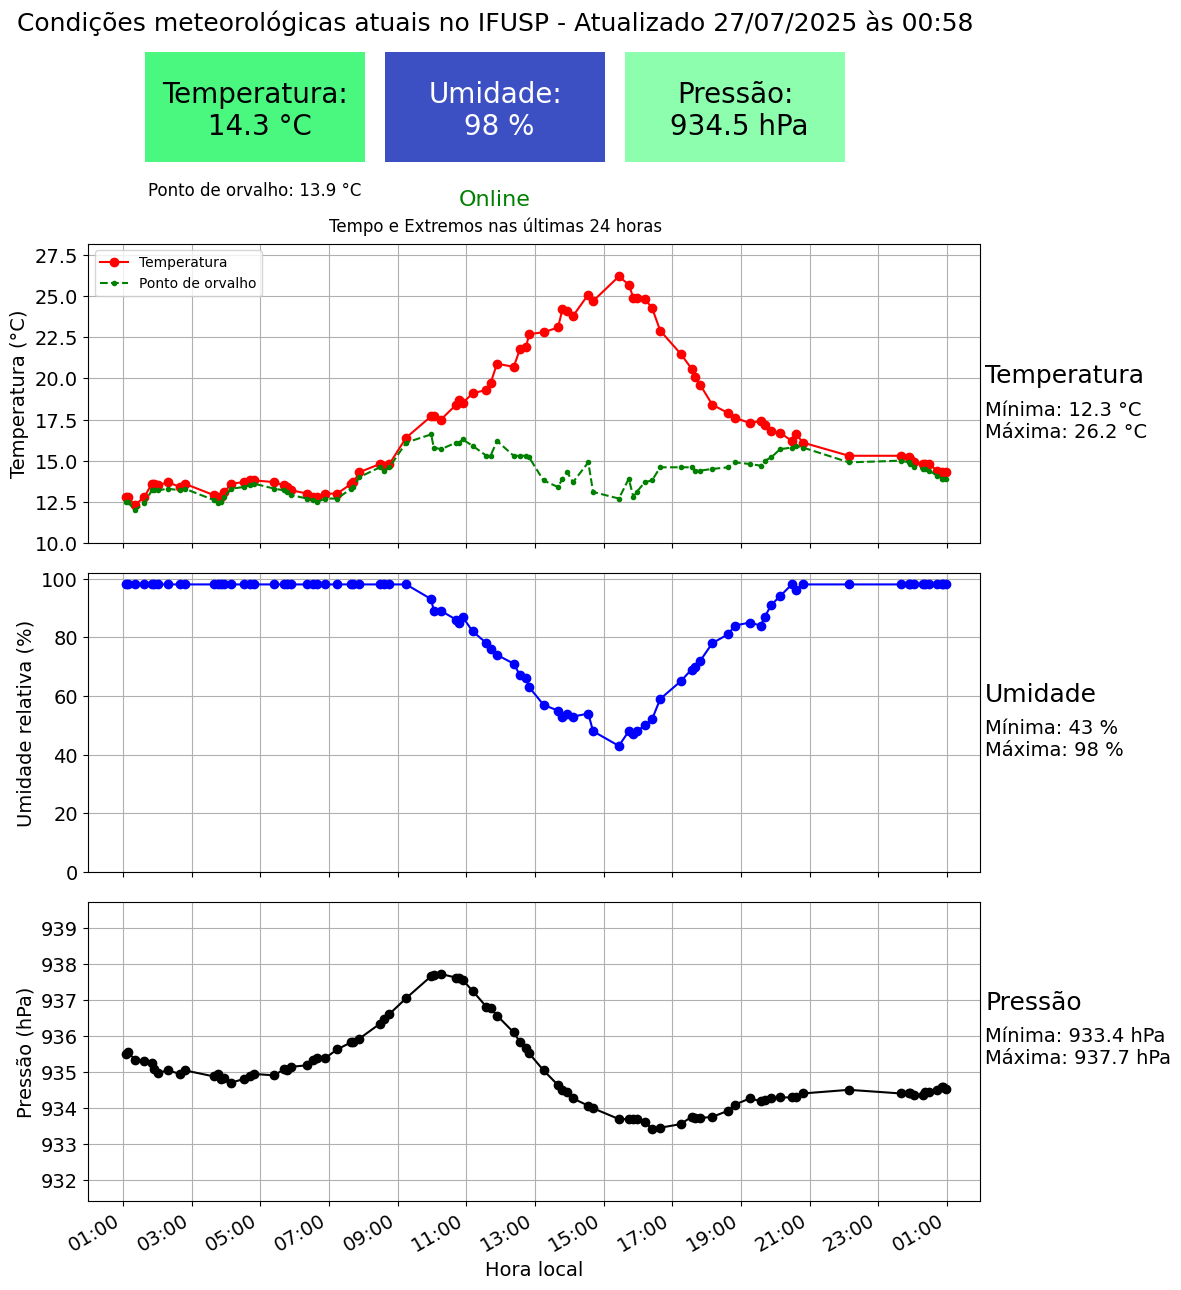 Condições meteorológicas atuais no IFUSP - Atualizado 27/07/2025 às 00:58
Temperatura:
14.3 °C
Umidade:
98 %
Pressão:
934.5 hPa
Ponto de orvalho: 13.9 °C
Online
Tempo e Extremos nas últimas 24 horas
Temperatura (°C)
27.5
25.0
22.5
20.0
17.5
15.0
12.5
10.0
Temperatura
Ponto de orvalho
Temperatura
Mínima: 12.3 °C
Máxima: 26.2 °C
Umidade relativa (%)
100
80
60
40
20
0
Umidade
Mínima: 43 %
Máxima: 98 %
Pressão (hPa)
939
938
937
936
935
934
933
932
Pressão
Mínima: 933.4 hPa
Máxima: 937.7 hPa
01:00
03:00
05:00
07:00
09:00
11:00
13:00
15:00
17:00
19:00
21:00
23:00
01:00
Hora local